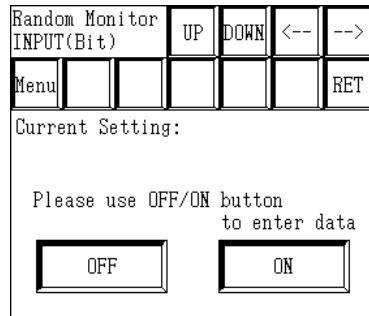 Random Monitor
INPUT(Bit)
UP
DOWN
<--
-->
Menu
RET
Current Setting:
Please use OFF/ON button
to enter data
OFF
ON